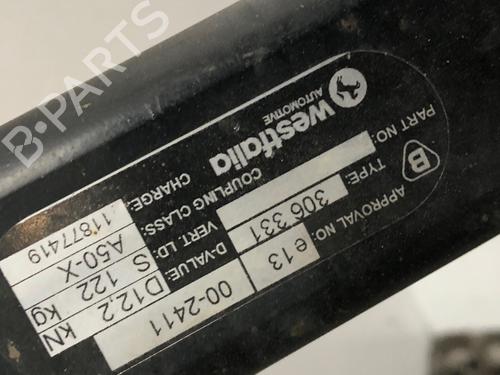 westfalia
AUTOMOTIVE
PART NO:
TYPE: 306 331
APPROVAL NO: e13 00-2411
D-VALUE: D12,2 kN
VERT. LD: S 122 kg
COUPLING CLASS: A50-X
CHARGE: 11877419
B
B-PARTS